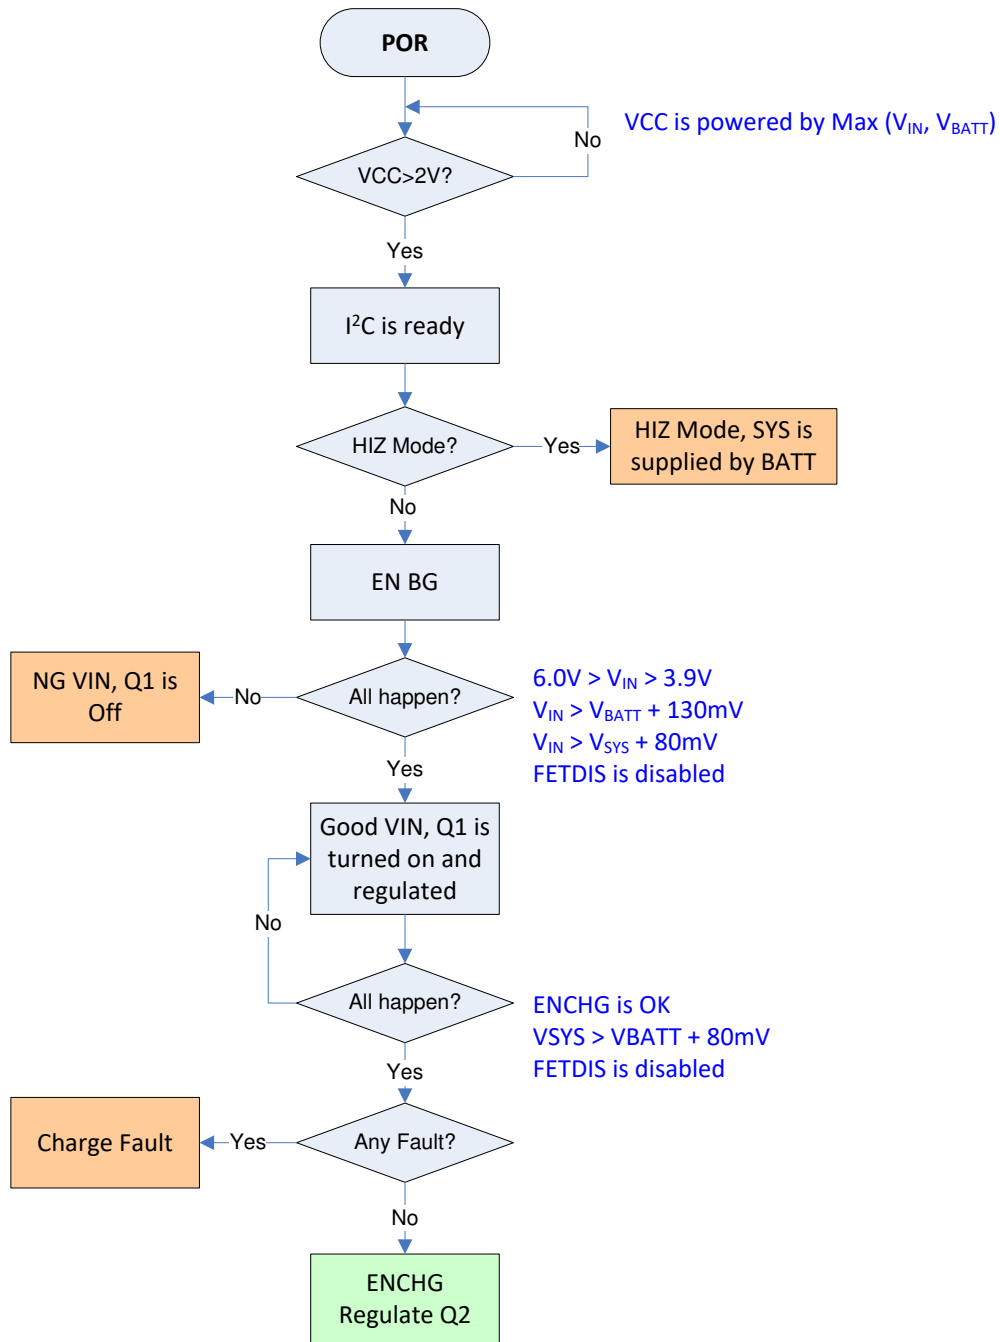 POR
VCC is powered by Max (VIN, VBATT)
No
VCC>2V?
Yes
I²C is ready
HIZ Mode?
Yes
HIZ Mode, SYS is
supplied by BATT
No
EN BG
NG VIN, Q1 is
Off
No
All happen?
6.0V > VIN > 3.9V
VIN > VBATT + 130mV
VIN > VSYS + 80mV
FETDIS is disabled
Yes
Good VIN, Q1 is
turned on and
regulated
No
All happen?
ENCHG is OK
VSYS > VBATT + 80mV
FETDIS is disabled
Yes
Charge Fault
Yes
Any Fault?
No
ENCHG
Regulate Q2